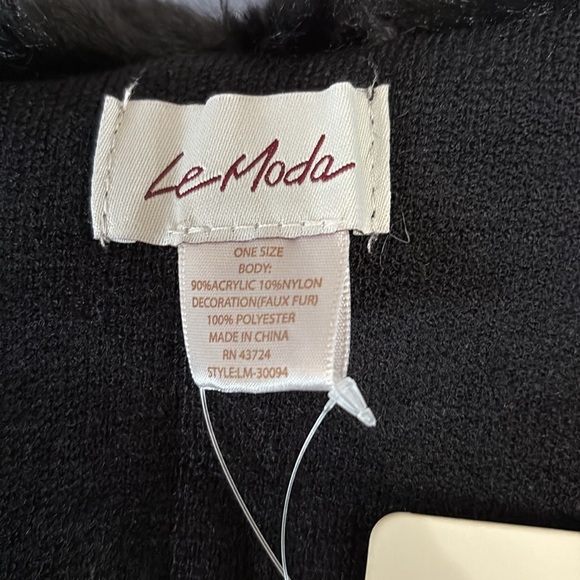 Le Moda
ONE SIZE
BODY:
90%ACRYLIC 10%NYLON
DECORATION(FAUX FUR)
100% POLYESTER
MADE IN CHINA
RN 43724
STYLE:LM-30094